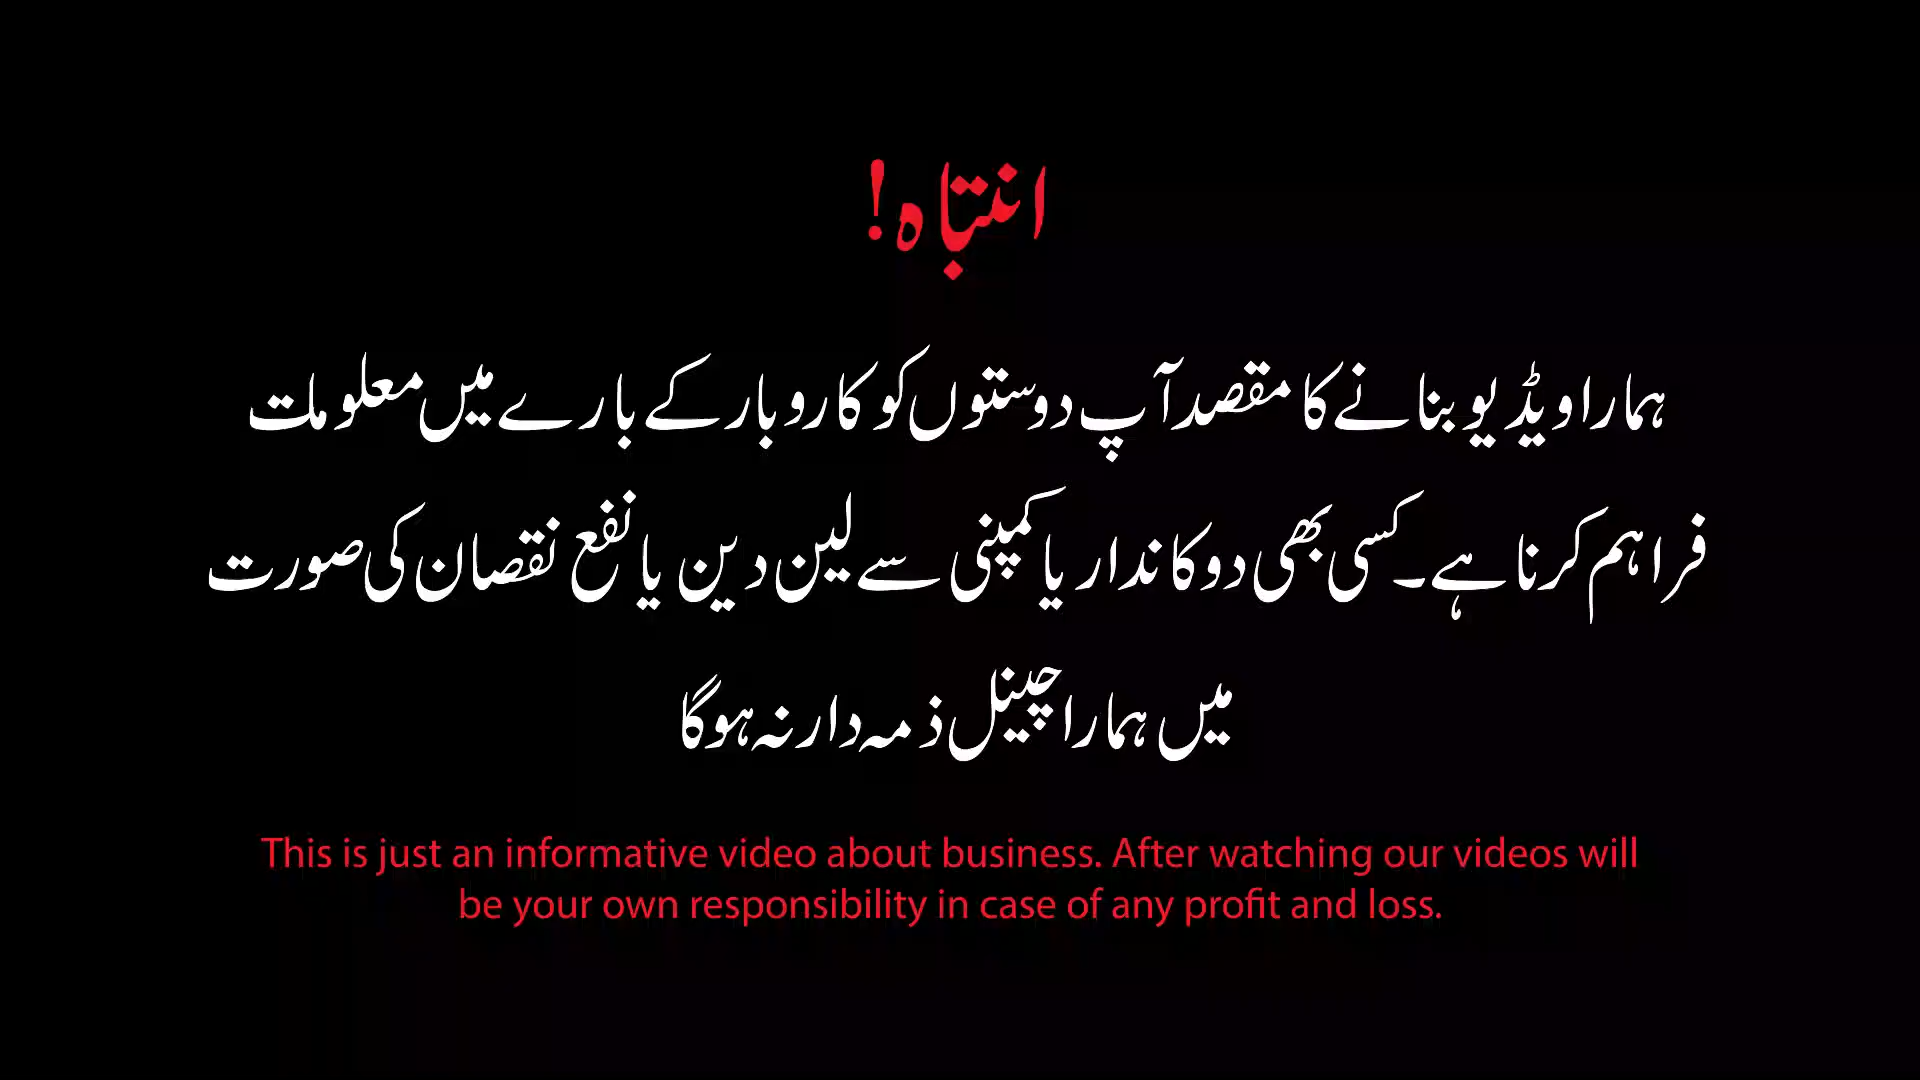 انتباہ!
ہمارا ویڈیو بنانے کا مقصد آپ دوستوں کو کاروبار کے بارے میں معلومات
فراہم کرنا ہے۔ کسی بھی دوکاندار یا کمپنی سے لین دین یا نفع نقصان کی صورت
میں ہمارا چینل ذمہ دار نہ ہوگا
This is just an informative video about business. After watching our videos will
be your own responsibility in case of any profit and loss.